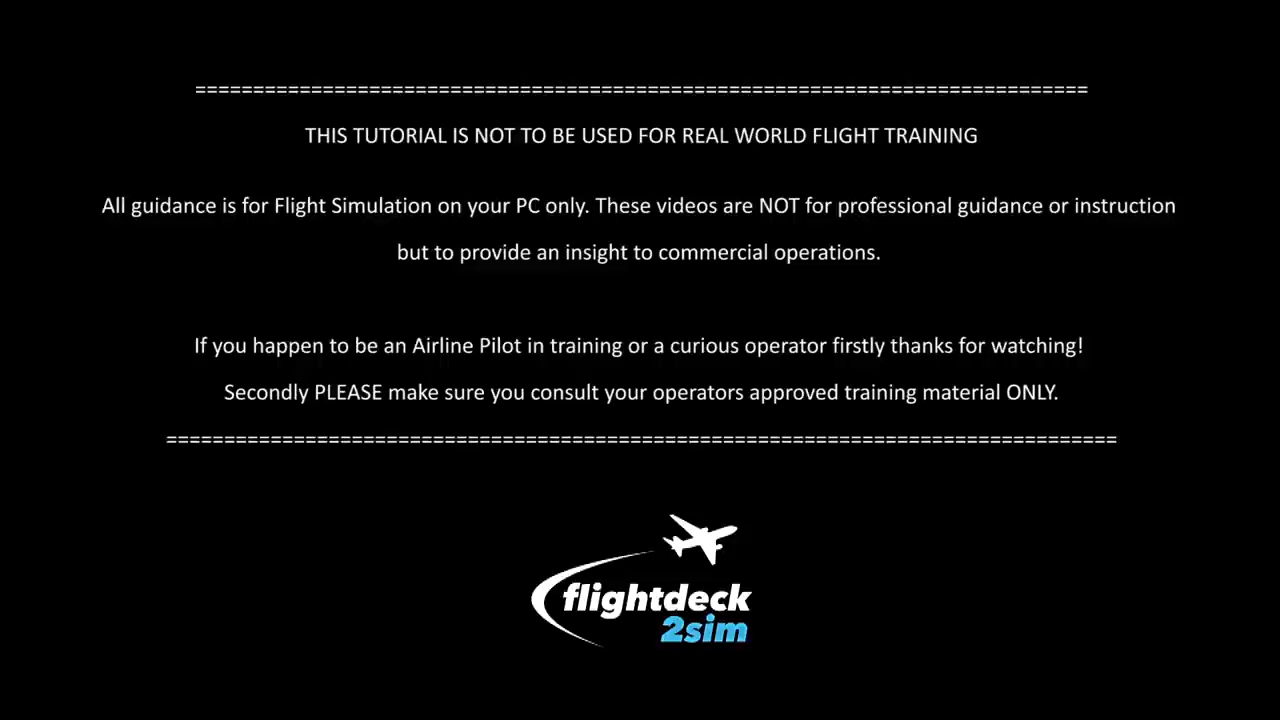 =============================================================================
THIS TUTORIAL IS NOT TO BE USED FOR REAL WORLD FLIGHT TRAINING
All guidance is for Flight Simulation on your PC only. These videos are NOT for professional guidance or instruction
but to provide an insight to commercial operations.
If you happen to be an Airline Pilot in training or a curious operator firstly thanks for watching!
Secondly PLEASE make sure you consult your operators approved training material ONLY.
==================================================================================
flightdeck
2sim